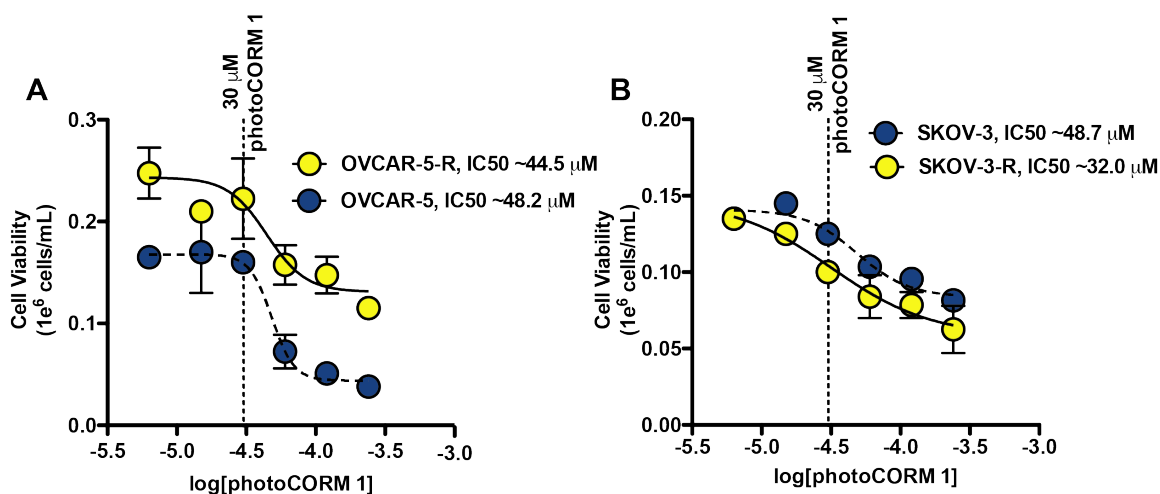 A
30 µM
photoCORM 1
0.3
0.2
0.1
0.0
Cell Viability
(1e⁶ cells/mL)
OVCAR-5-R, IC50 ~44.5 µM
OVCAR-5, IC50 ~48.2 µM
-5.5 -5.0 -4.5 -4.0 -3.5 -3.0
log[photoCORM 1]
B
30 µM
photoCORM 1
0.20
0.15
0.10
0.05
0.00
Cell Viability
(1e⁶ cells/mL)
SKOV-3, IC50 ~48.7 µM
SKOV-3-R, IC50 ~32.0 µM
-5.5 -5.0 -4.5 -4.0 -3.5 -3.0
log[photoCORM 1]